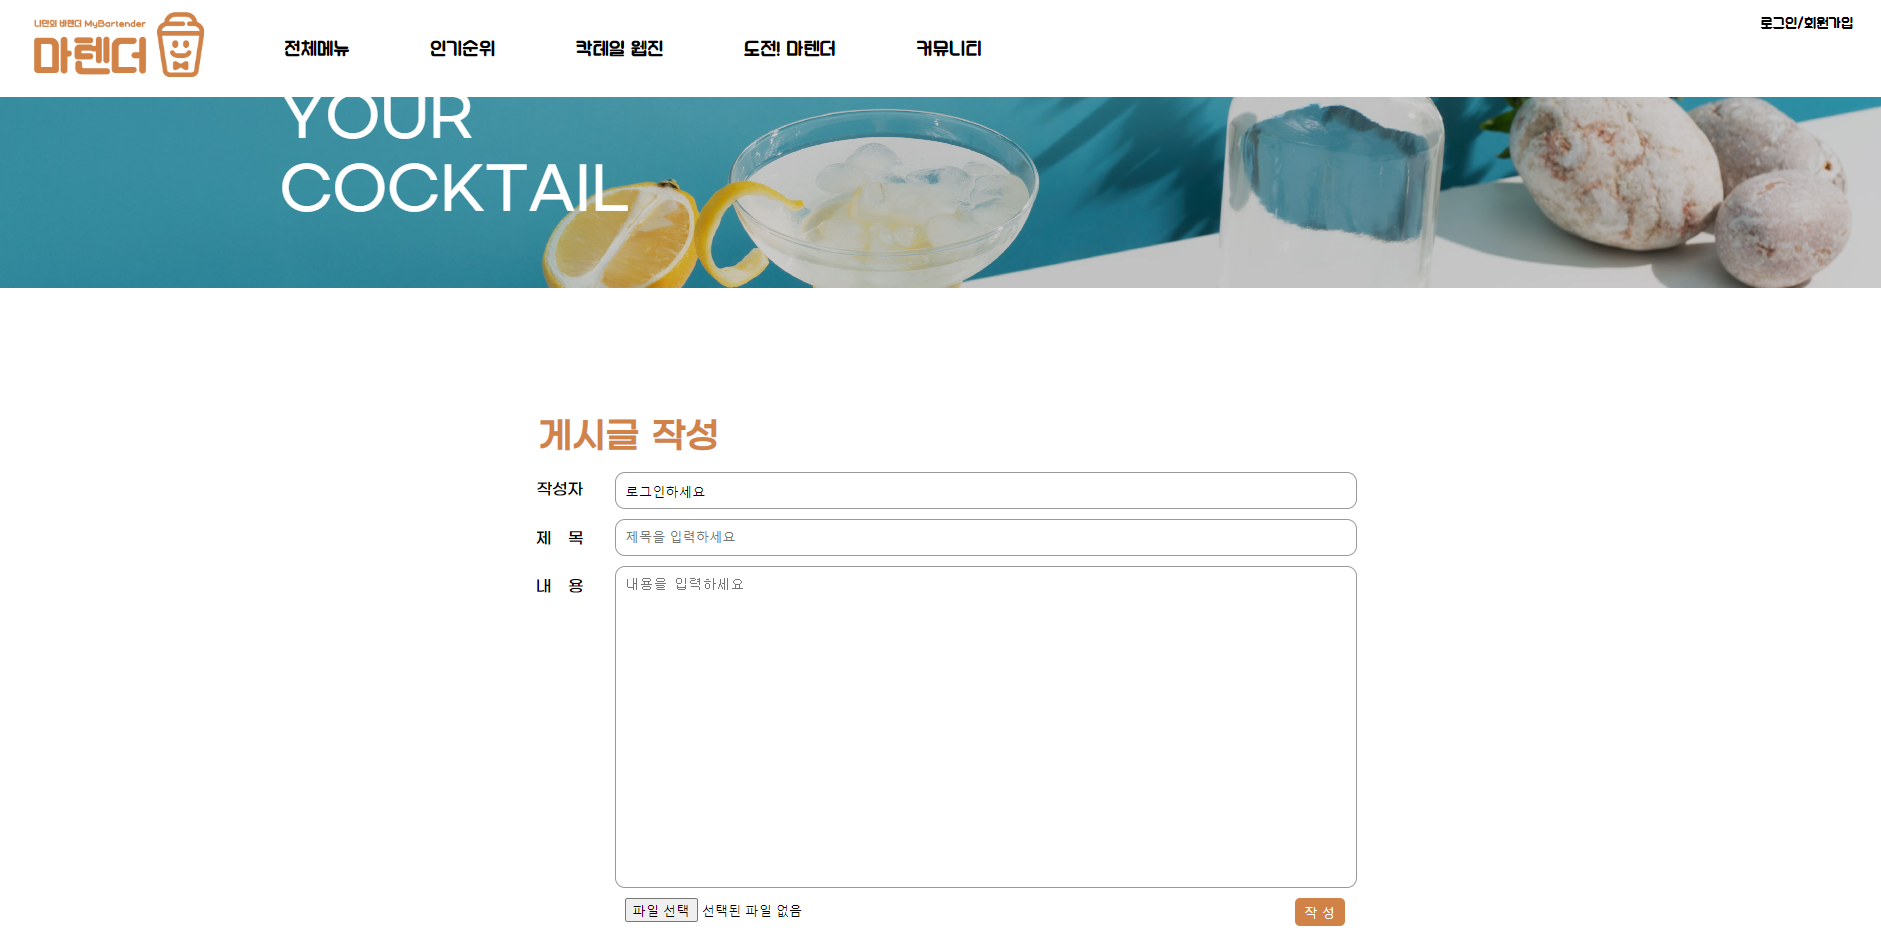 나만의 바텐더 MyBartender
마텐더
전체메뉴 인기순위 칵테일 웹진 도전! 마텐더 커뮤니티
로그인/회원가입
YOUR
COCKTAIL
게시글 작성
작성자 로그인하세요
제 목 제목을 입력하세요
내 용 내용을 입력하세요
파일 선택 선택된 파일 없음
작 성